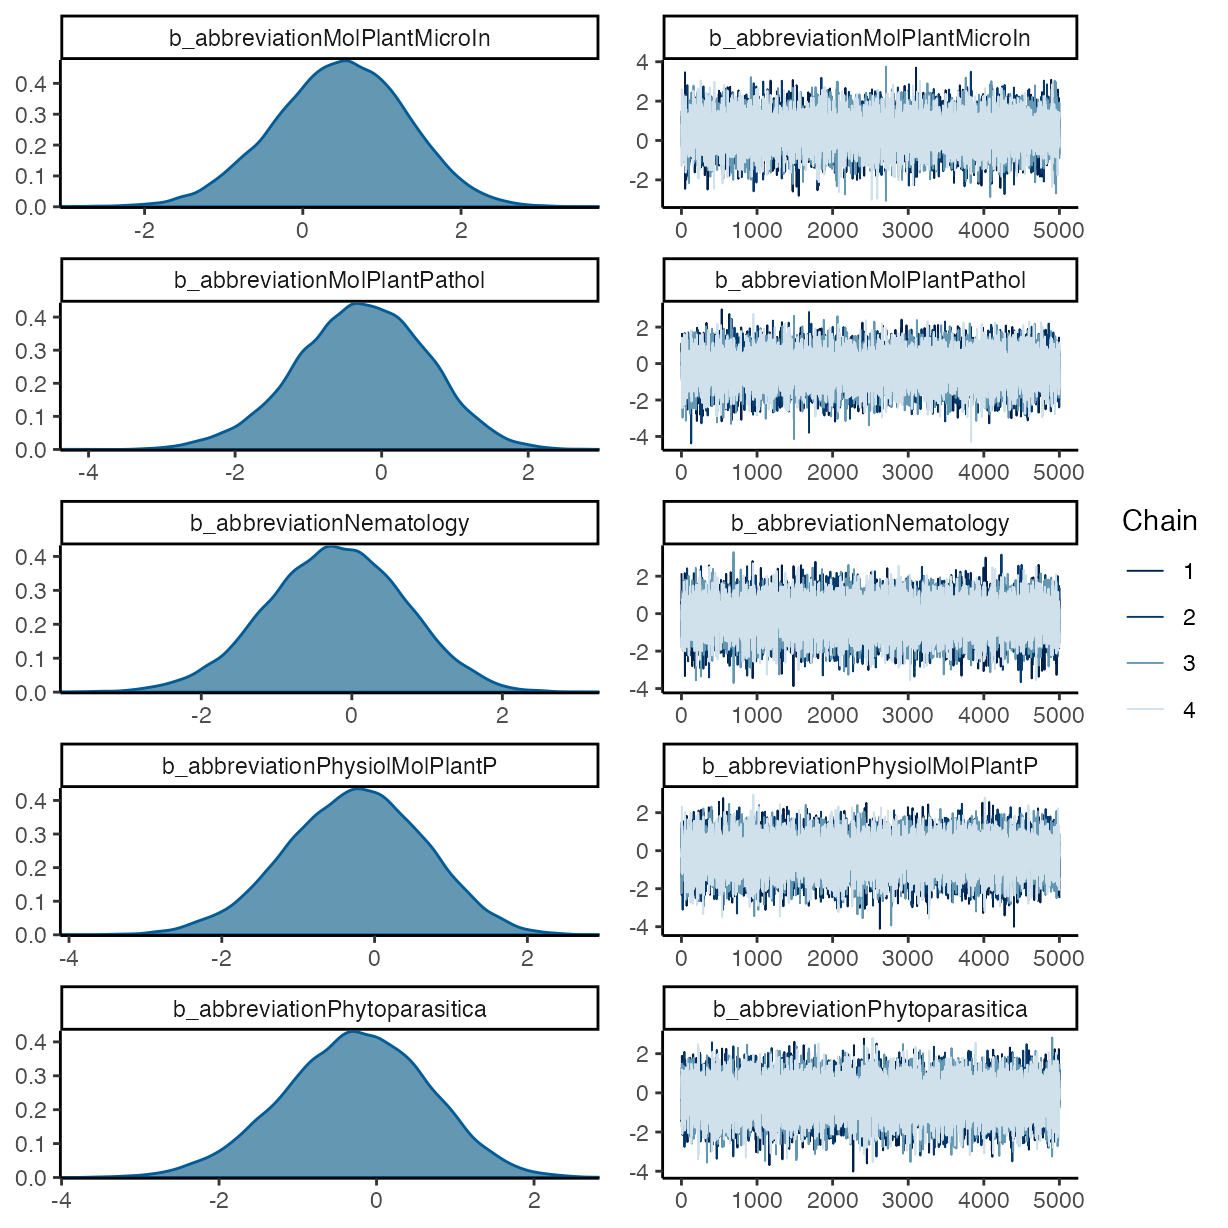 b_abbreviationMolPlantMicroIn
b_abbreviationMolPlantMicroIn
0.4
0.3
0.2
0.1
0.0
-2 0 2
4
2
0
-2
0 1000 2000 3000 4000 5000
b_abbreviationMolPlantPathol
b_abbreviationMolPlantPathol
0.4
0.3
0.2
0.1
0.0
-4 -2 0 2
2
0
-2
-4
0 1000 2000 3000 4000 5000
b_abbreviationNematology
b_abbreviationNematology
0.4
0.3
0.2
0.1
0.0
-2 0 2
2
0
-2
-4
0 1000 2000 3000 4000 5000
b_abbreviationPhysiolMolPlantP
b_abbreviationPhysiolMolPlantP
0.4
0.3
0.2
0.1
0.0
-4 -2 0 2
2
0
-2
-4
0 1000 2000 3000 4000 5000
b_abbreviationPhytoparasitica
b_abbreviationPhytoparasitica
0.4
0.3
0.2
0.1
0.0
-4 -2 0 2
2
0
-2
-4
0 1000 2000 3000 4000 5000
Chain
1
2
3
4